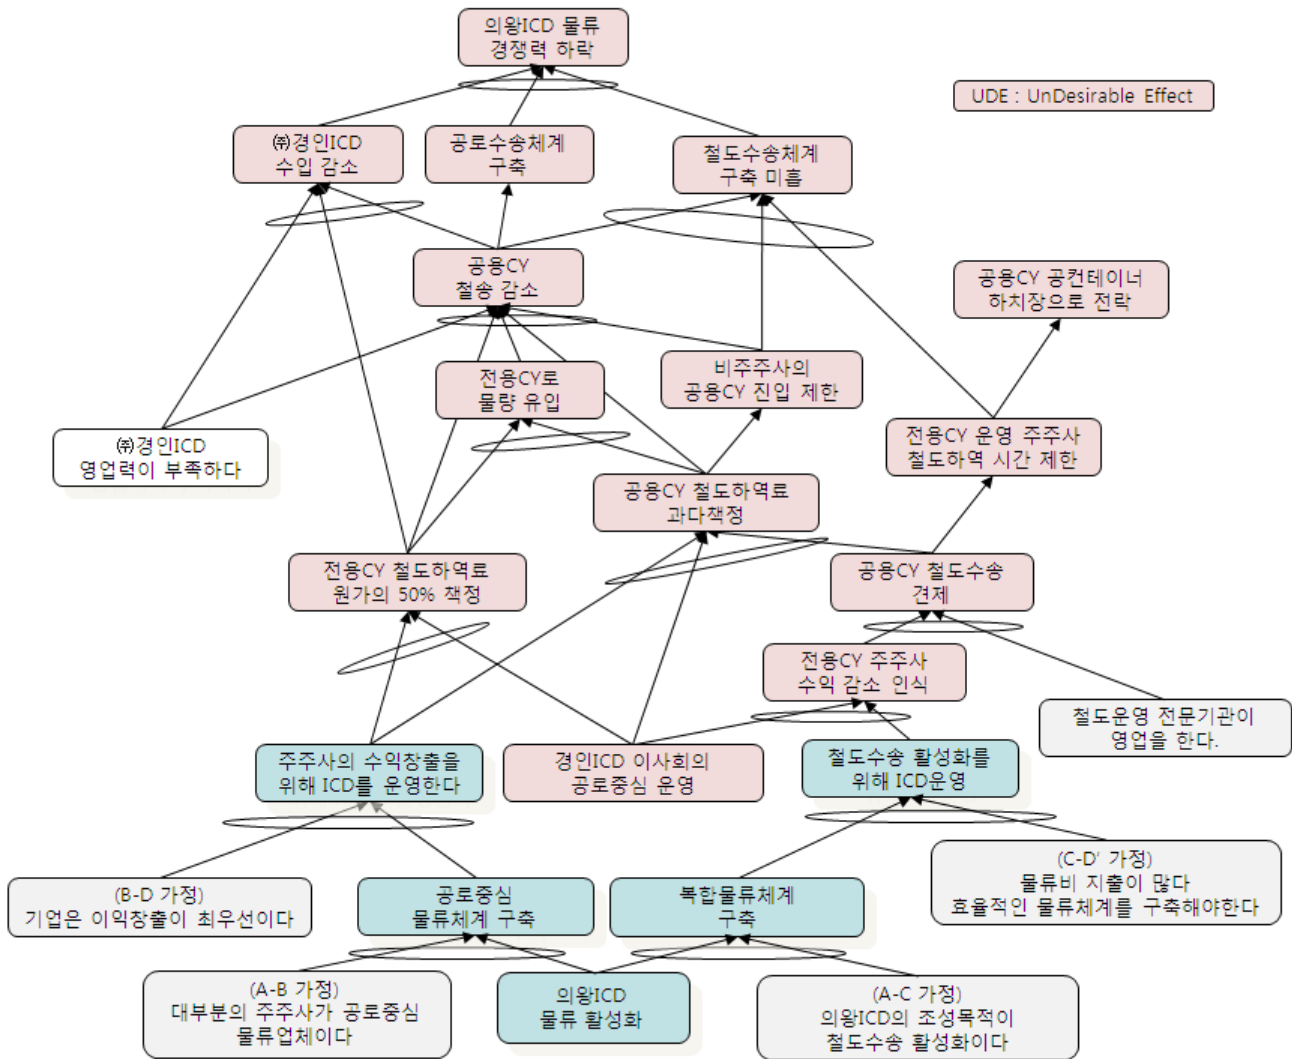 의왕ICD 물류
경쟁력 하락
UDE : UnDesirable Effect
㈜경인ICD
수입 감소
공로수송체계
구축
철도수송체계
구축 미흡
공용CY
철송 감소
공용CY 공컨테이너
하치장으로 전락
전용CY로
물량 유입
비주주사의
공용CY 진입 제한
㈜경인ICD
영업력이 부족하다
전용CY 운영 주주사
철도하역 시간 제한
공용CY 철도하역료
과다책정
전용CY 철도하역료
원가의 50% 책정
공용CY 철도수송
견제
전용CY 주주사
수익 감소 인식
철도운영 전문기관이
영업을 한다.
주주사의 수익창출을
위해 ICD를 운영한다
경인ICD 이사회의
공로중심 운영
철도수송 활성화를
위해 ICD운영
(B-D 가정)
기업은 이익창출이 최우선이다
공로중심
물류체계 구축
복합물류체계
구축
(C-D' 가정)
물류비 지출이 많다
효율적인 물류체계를 구축해야한다
(A-B 가정)
대부분의 주주사가 공로중심
물류업체이다
의왕ICD
물류 활성화
(A-C 가정)
의왕ICD의 조성목적이
철도수송 활성화이다